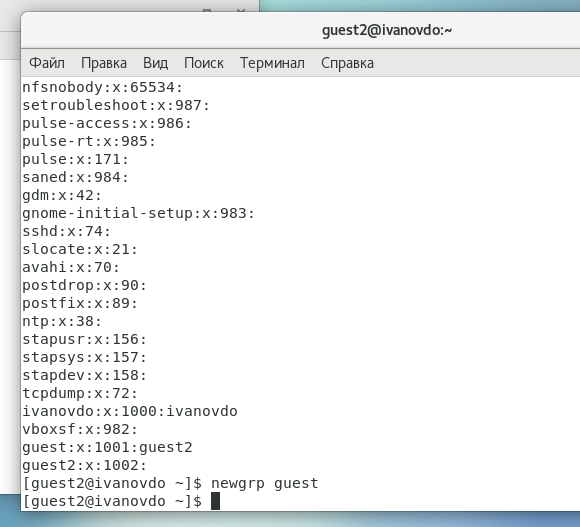 guest2@ivanovdo:~
Файл Правка Вид Поиск Терминал Справка
nfsnobody:x:65534:
setroubleshoot:x:987:
pulse-access:x:986:
pulse-rt:x:985:
pulse:x:171:
saned:x:984:
gdm:x:42:
gnome-initial-setup:x:983:
sshd:x:74:
slocate:x:21:
avahi:x:70:
postdrop:x:90:
postfix:x:89:
ntp:x:38:
stapusr:x:156:
stapsys:x:157:
stapdev:x:158:
tcpdump:x:72:
ivanovdo:x:1000:ivanovdo
vboxsf:x:982:
guest:x:1001:guest2
guest2:x:1002:
[guest2@ivanovdo ~]$ newgrp guest
[guest2@ivanovdo ~]$